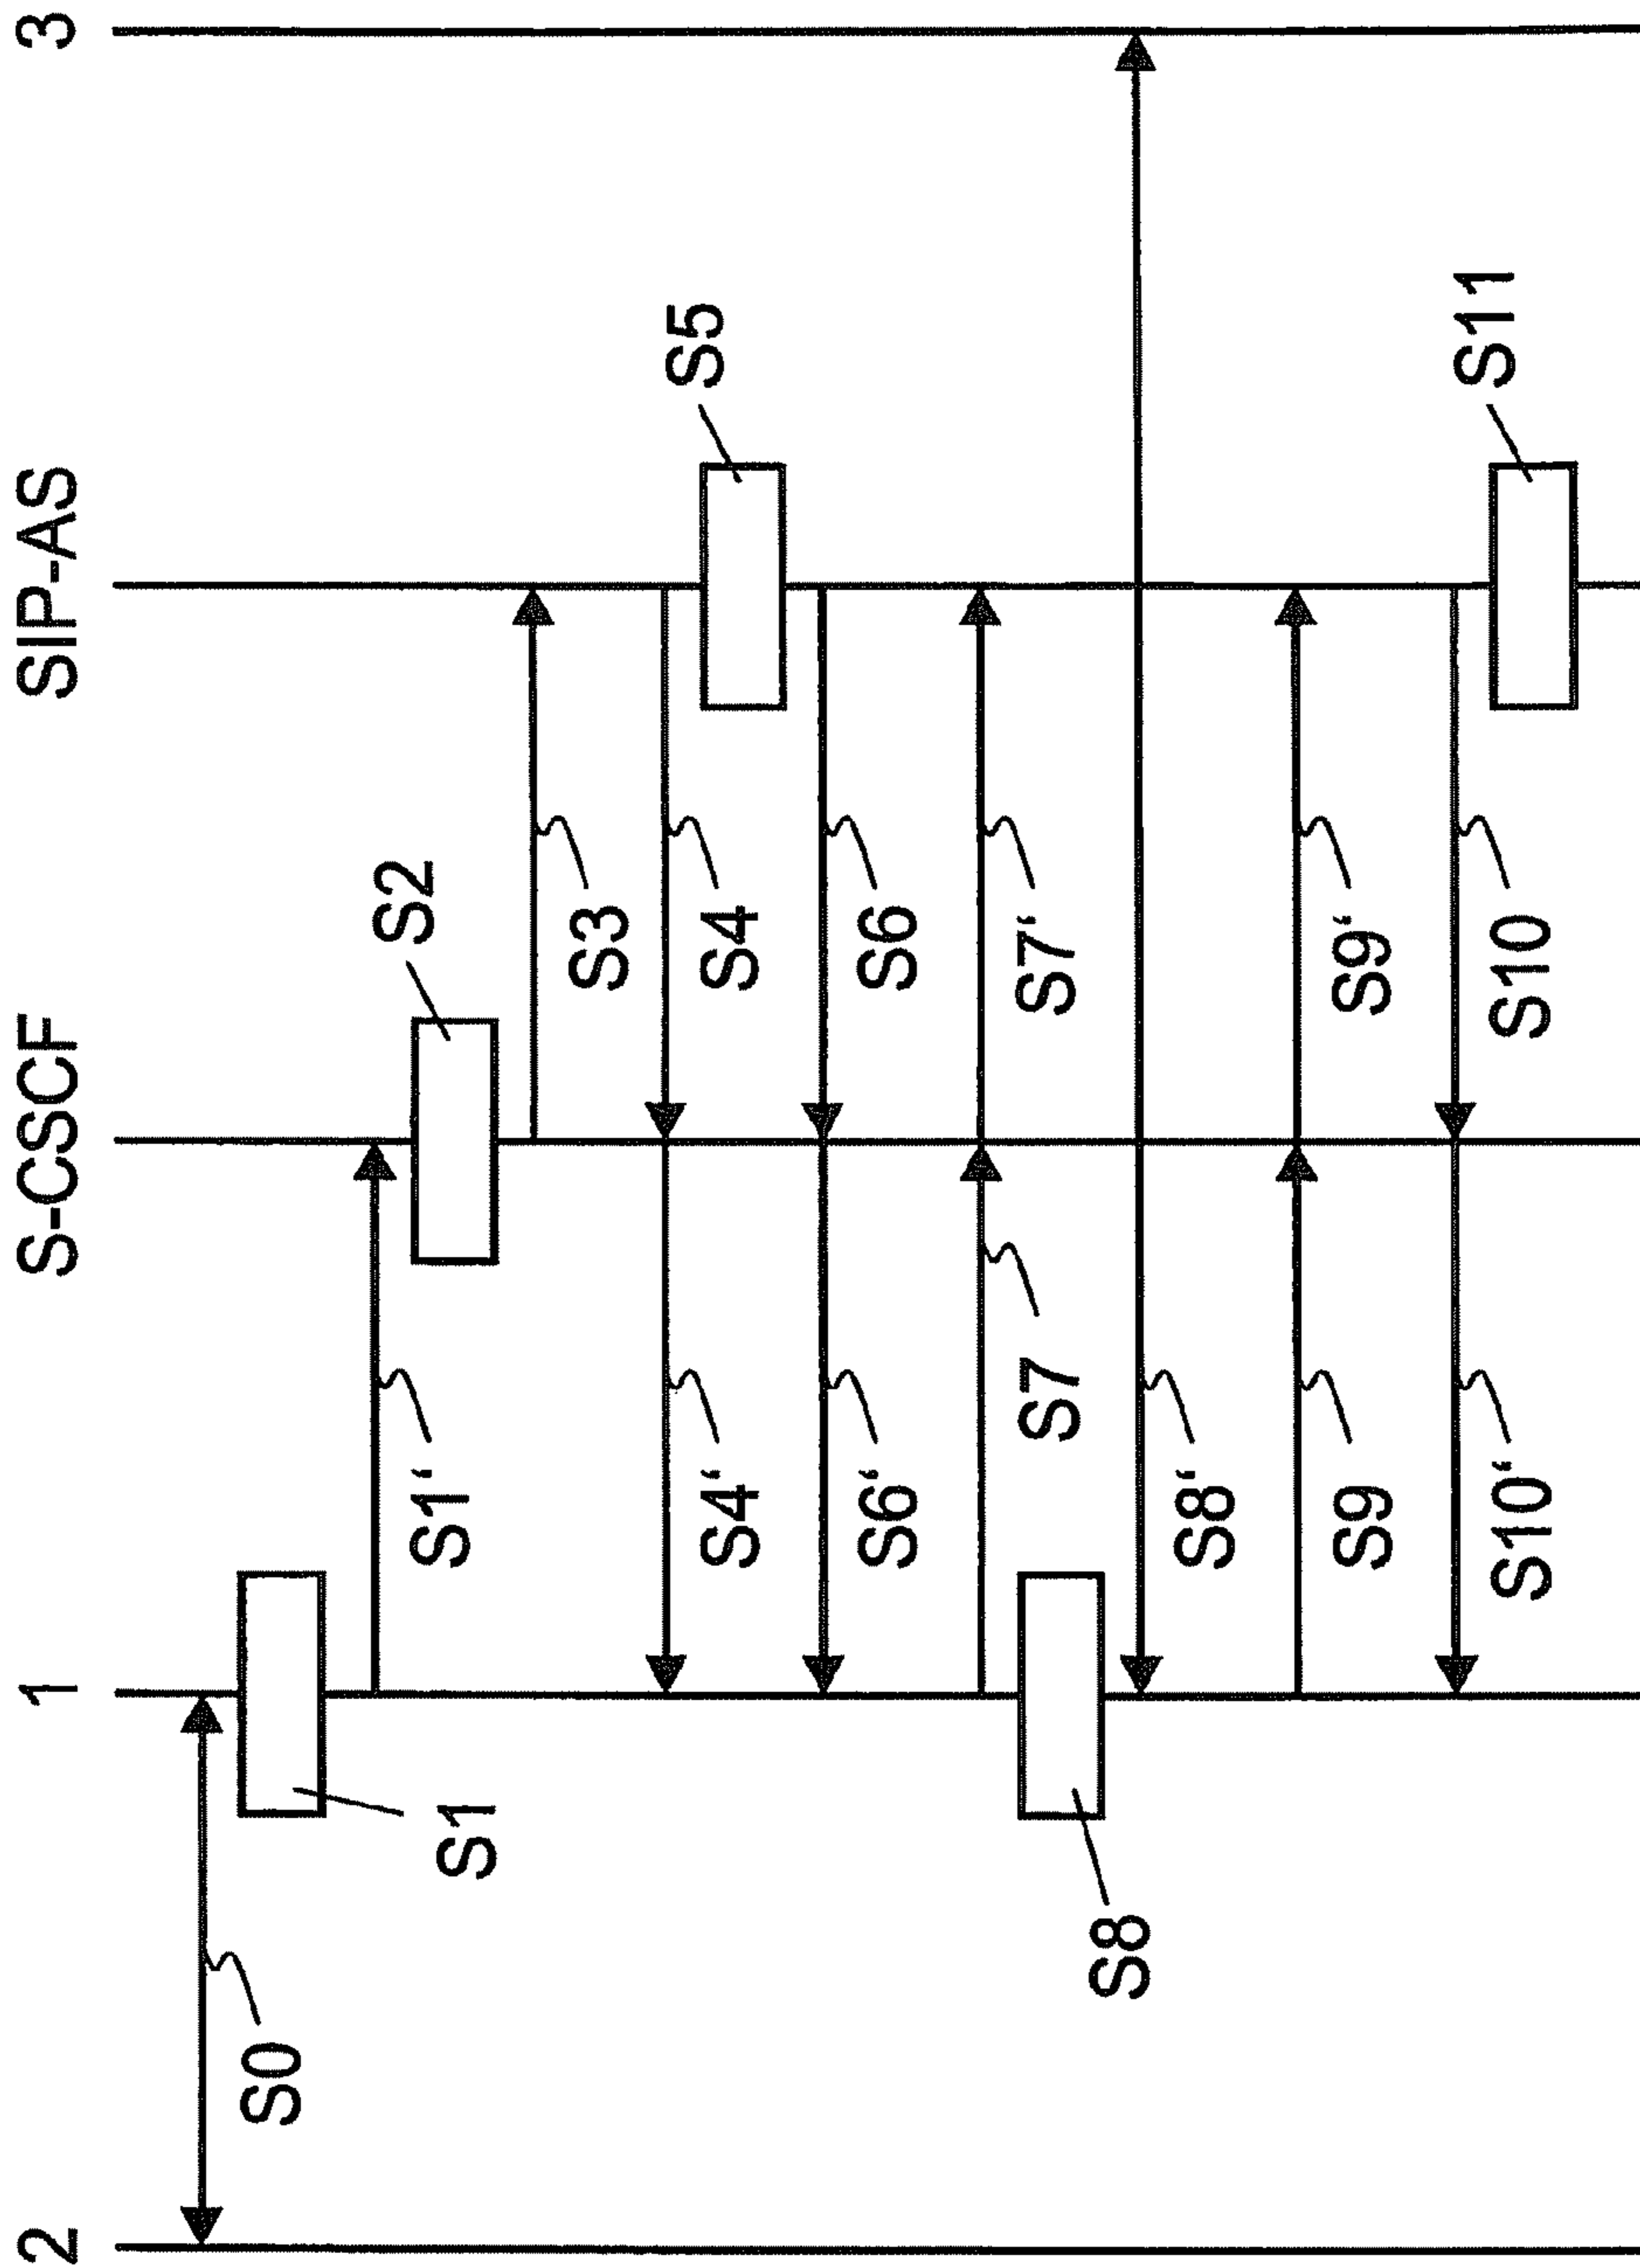 2 1 S-CSCF SIP-AS 3
S0
S1
S1‘
S2
S3
S4‘ S4
S5
S6‘ S6
S7 S7‘
S8
S8‘
S9 S9‘
S10‘ S10
S11